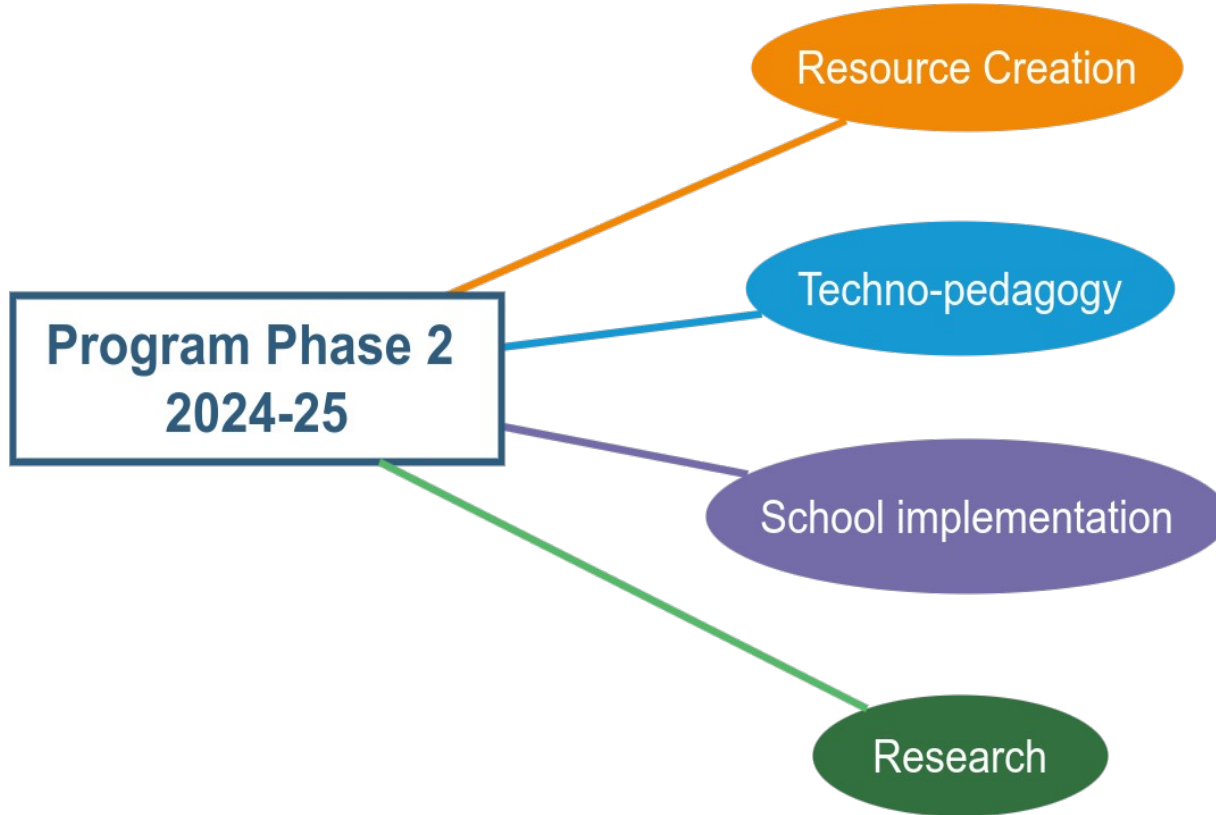 Resource Creation
Techno-pedagogy
Program Phase 2
2024-25
School implementation
Research